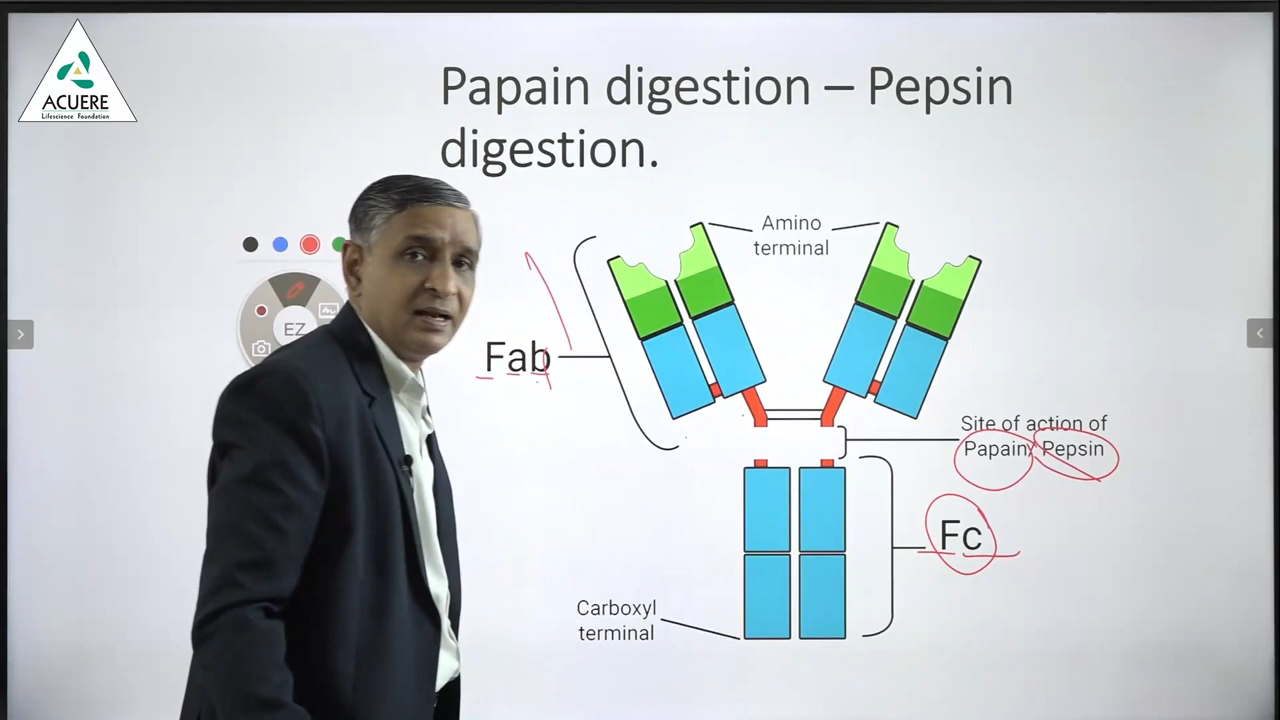 ACUERE
Lifescience Foundation
Papain digestion – Pepsin
digestion.
Amino
terminal
EZ
Fab
Site of action of
Papain/ Pepsin
Fc
Carboxyl
terminal